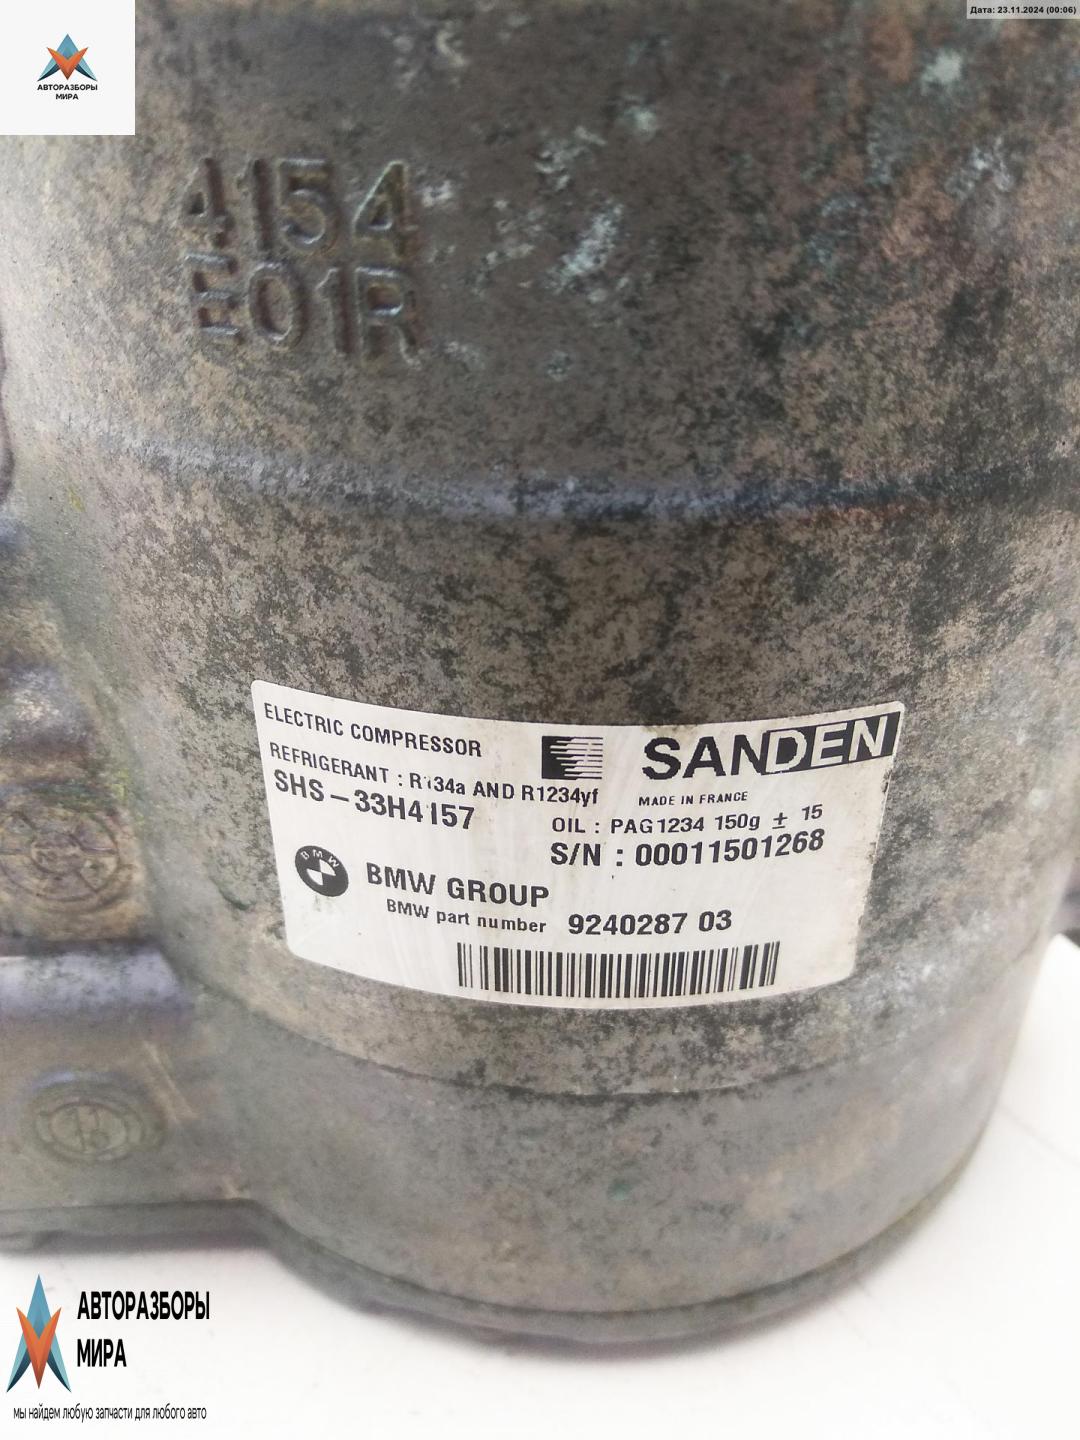 Дата: 23.11.2024 (00:06)
АВТОРАЗБОРЫ
МИРА
4154
E01R
ELECTRIC COMPRESSOR
SANDEN
REFRIGERANT : R134a AND R1234yf
MADE IN FRANCE
SHS-33H4157
OIL : PAG1234 150g ± 15
S/N : 00011501268
BMW
BMW GROUP
BMW part number 9240287 03
АВТОРАЗБОРЫ
МИРА
мы найдем любую запчасти для любого авто